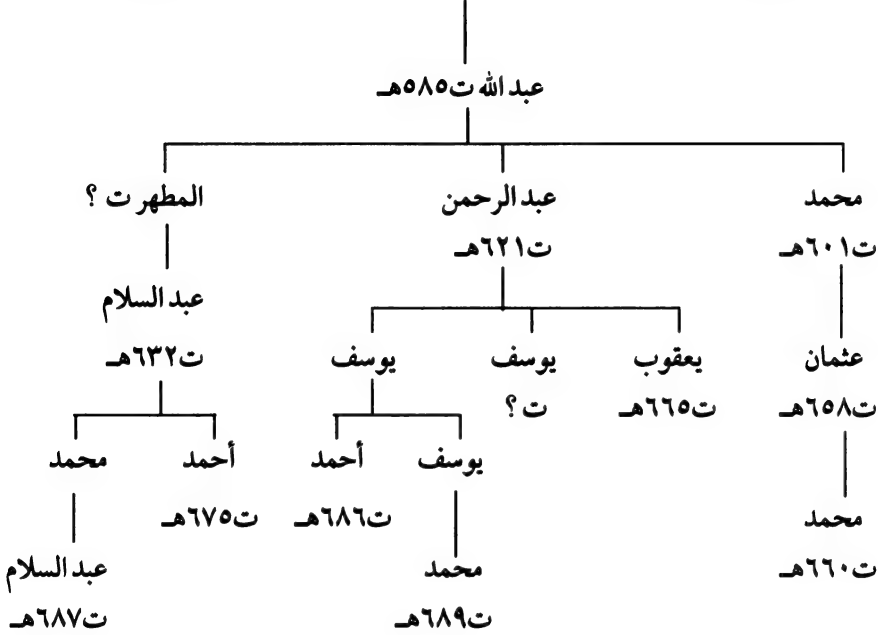 عبد الله ت٥٨٥هـ
محمد عبد الرحمن المطهر ت ؟
ت٦٠١هـ ت٦٢١هـ
عبد السلام
عثمان يعقوب يوسف يوسف ت٦٣٢هـ
ت٦٥٨هـ ت٦٦٥هـ ت ؟
يوسف أحمد أحمد محمد
محمد ت٦٨٦هـ ت٦٧٥هـ
ت٦٦٠هـ محمد عبد السلام
ت٦٨٩هـ ت٦٨٧هـ